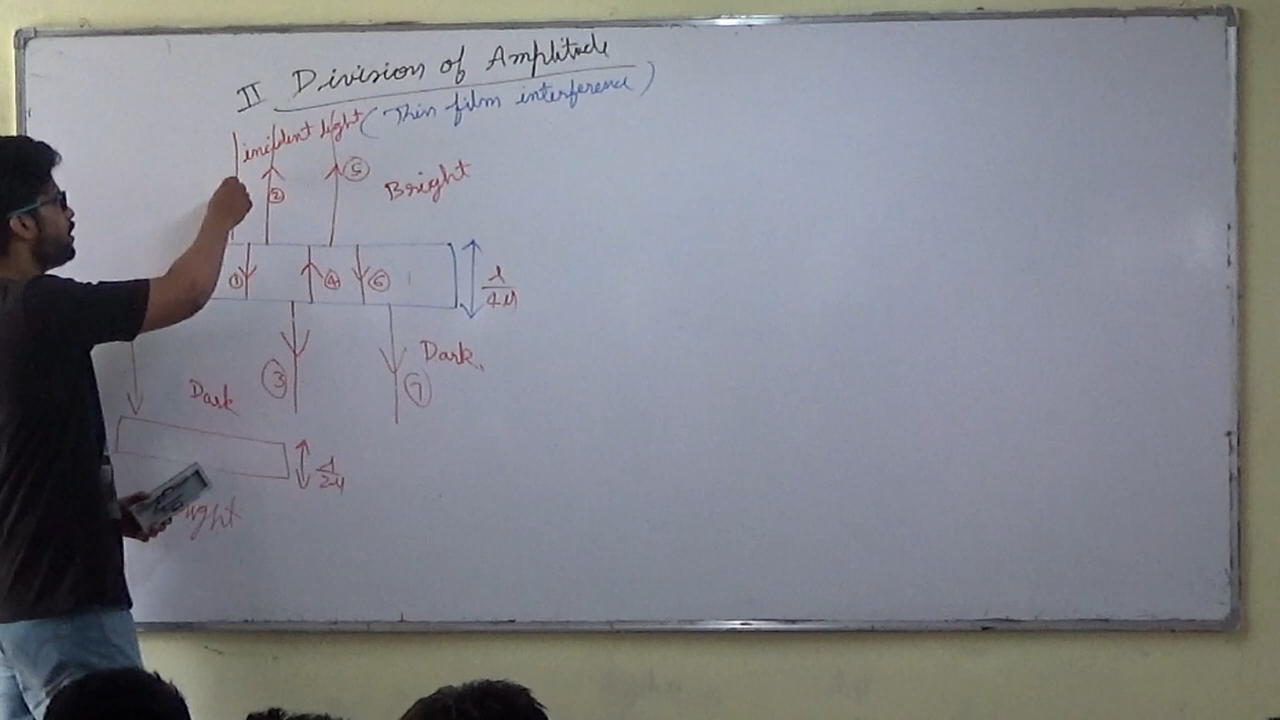 II Division of Amplitude
(Thin film interference)
incident light
② ⑤
Bright
① ④ ⑥
λ/4μ
③ ⑦
Dark
Dark.
λ/2μ